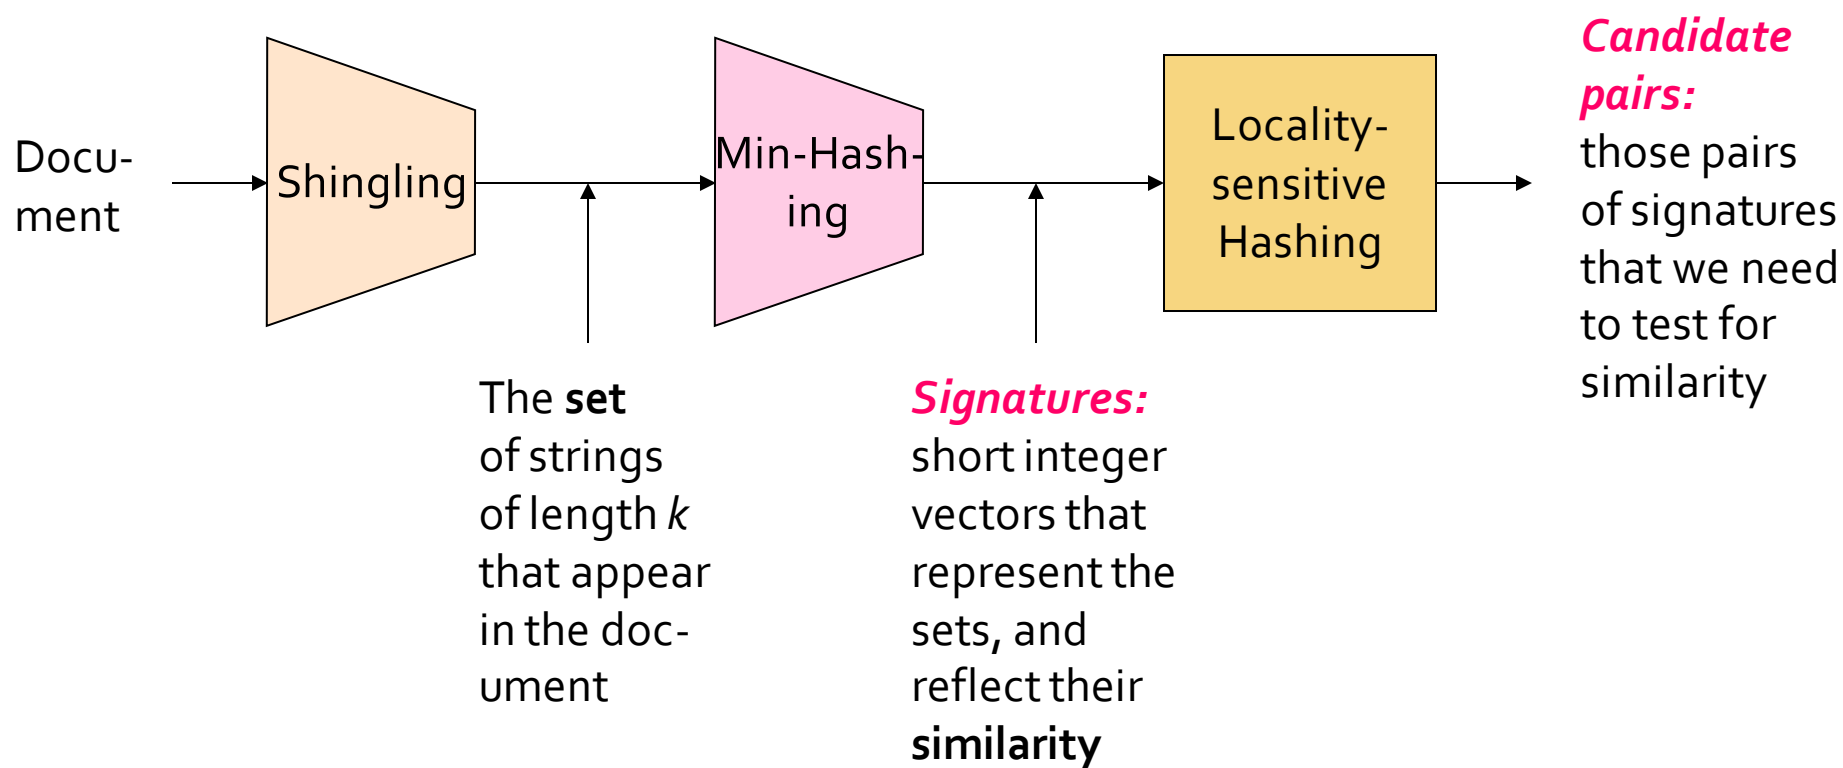 Docu-
ment
Shingling
The set
of strings
of length k
that appear
in the doc-
ument
Min-Hash-
ing
Signatures:
short integer
vectors that
represent the
sets, and
reflect their
similarity
Locality-
sensitive
Hashing
Candidate
pairs:
those pairs
of signatures
that we need
to test for
similarity